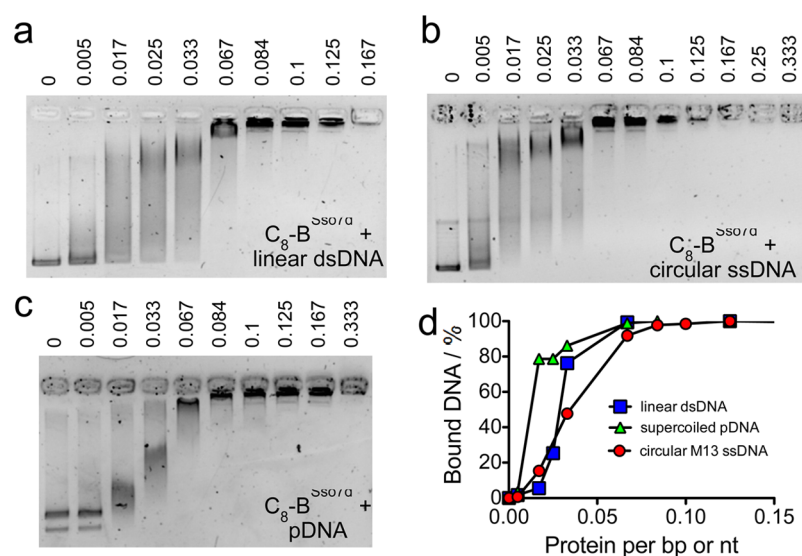 a
0 0.005 0.017 0.025 0.033 0.067 0.084 0.1 0.125 0.167
C8-BSso7d +
linear dsDNA
b
0 0.005 0.017 0.025 0.033 0.067 0.084 0.1 0.125 0.167 0.25 0.333
C8-BSso7d +
circular ssDNA
c
0 0.005 0.017 0.033 0.067 0.084 0.1 0.125 0.167 0.333
C8-BSso7d +
pDNA
d
100
80
60
40
20
0
0.00 0.05 0.10 0.15
Bound DNA / %
Protein per bp or nt
linear dsDNA
supercoiled pDNA
circular M13 ssDNA